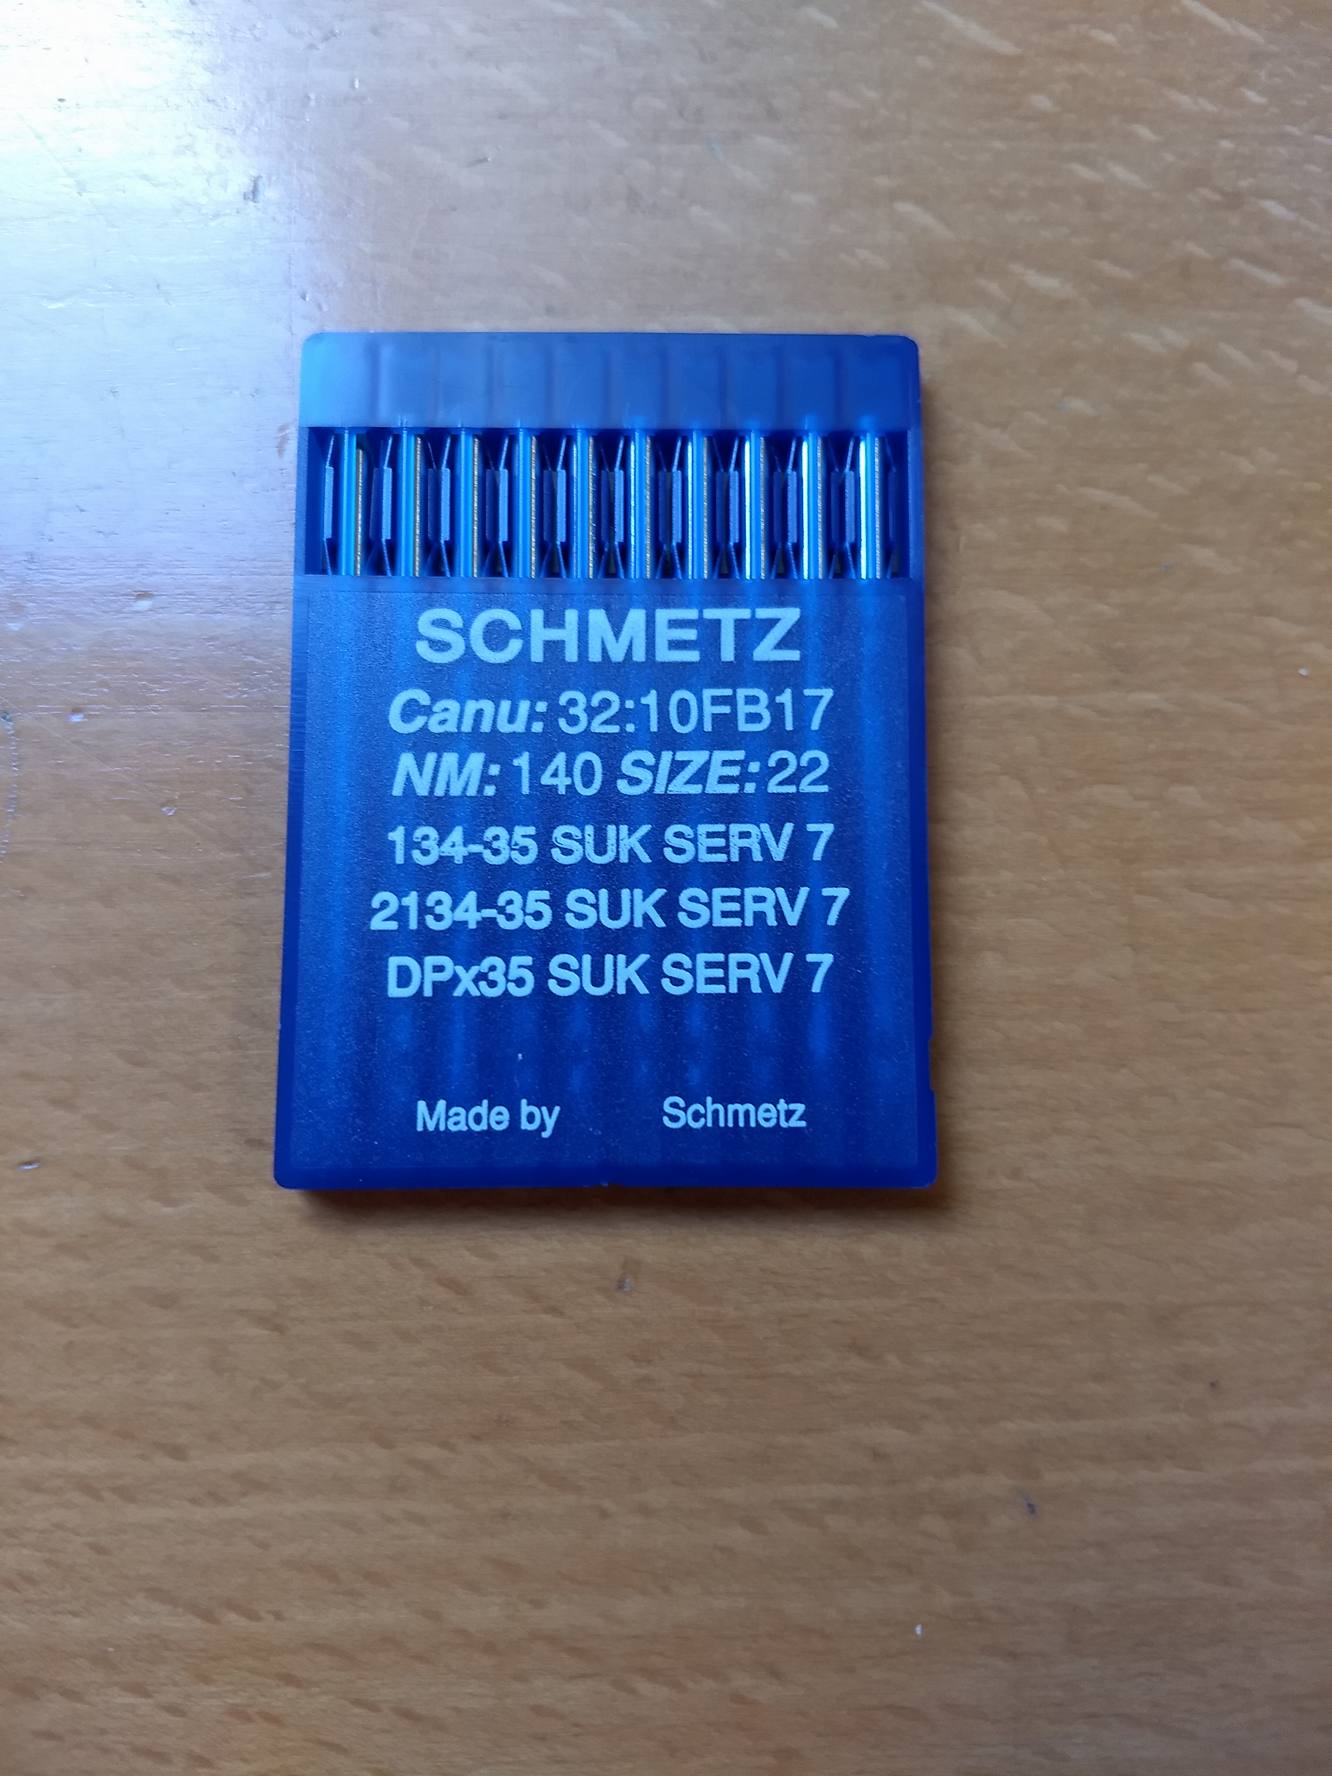 SCHMETZ
Canu: 32:10FB17
NM: 140 SIZE: 22
134-35 SUK SERV 7
2134-35 SUK SERV 7
DPx35 SUK SERV 7
Made by Schmetz